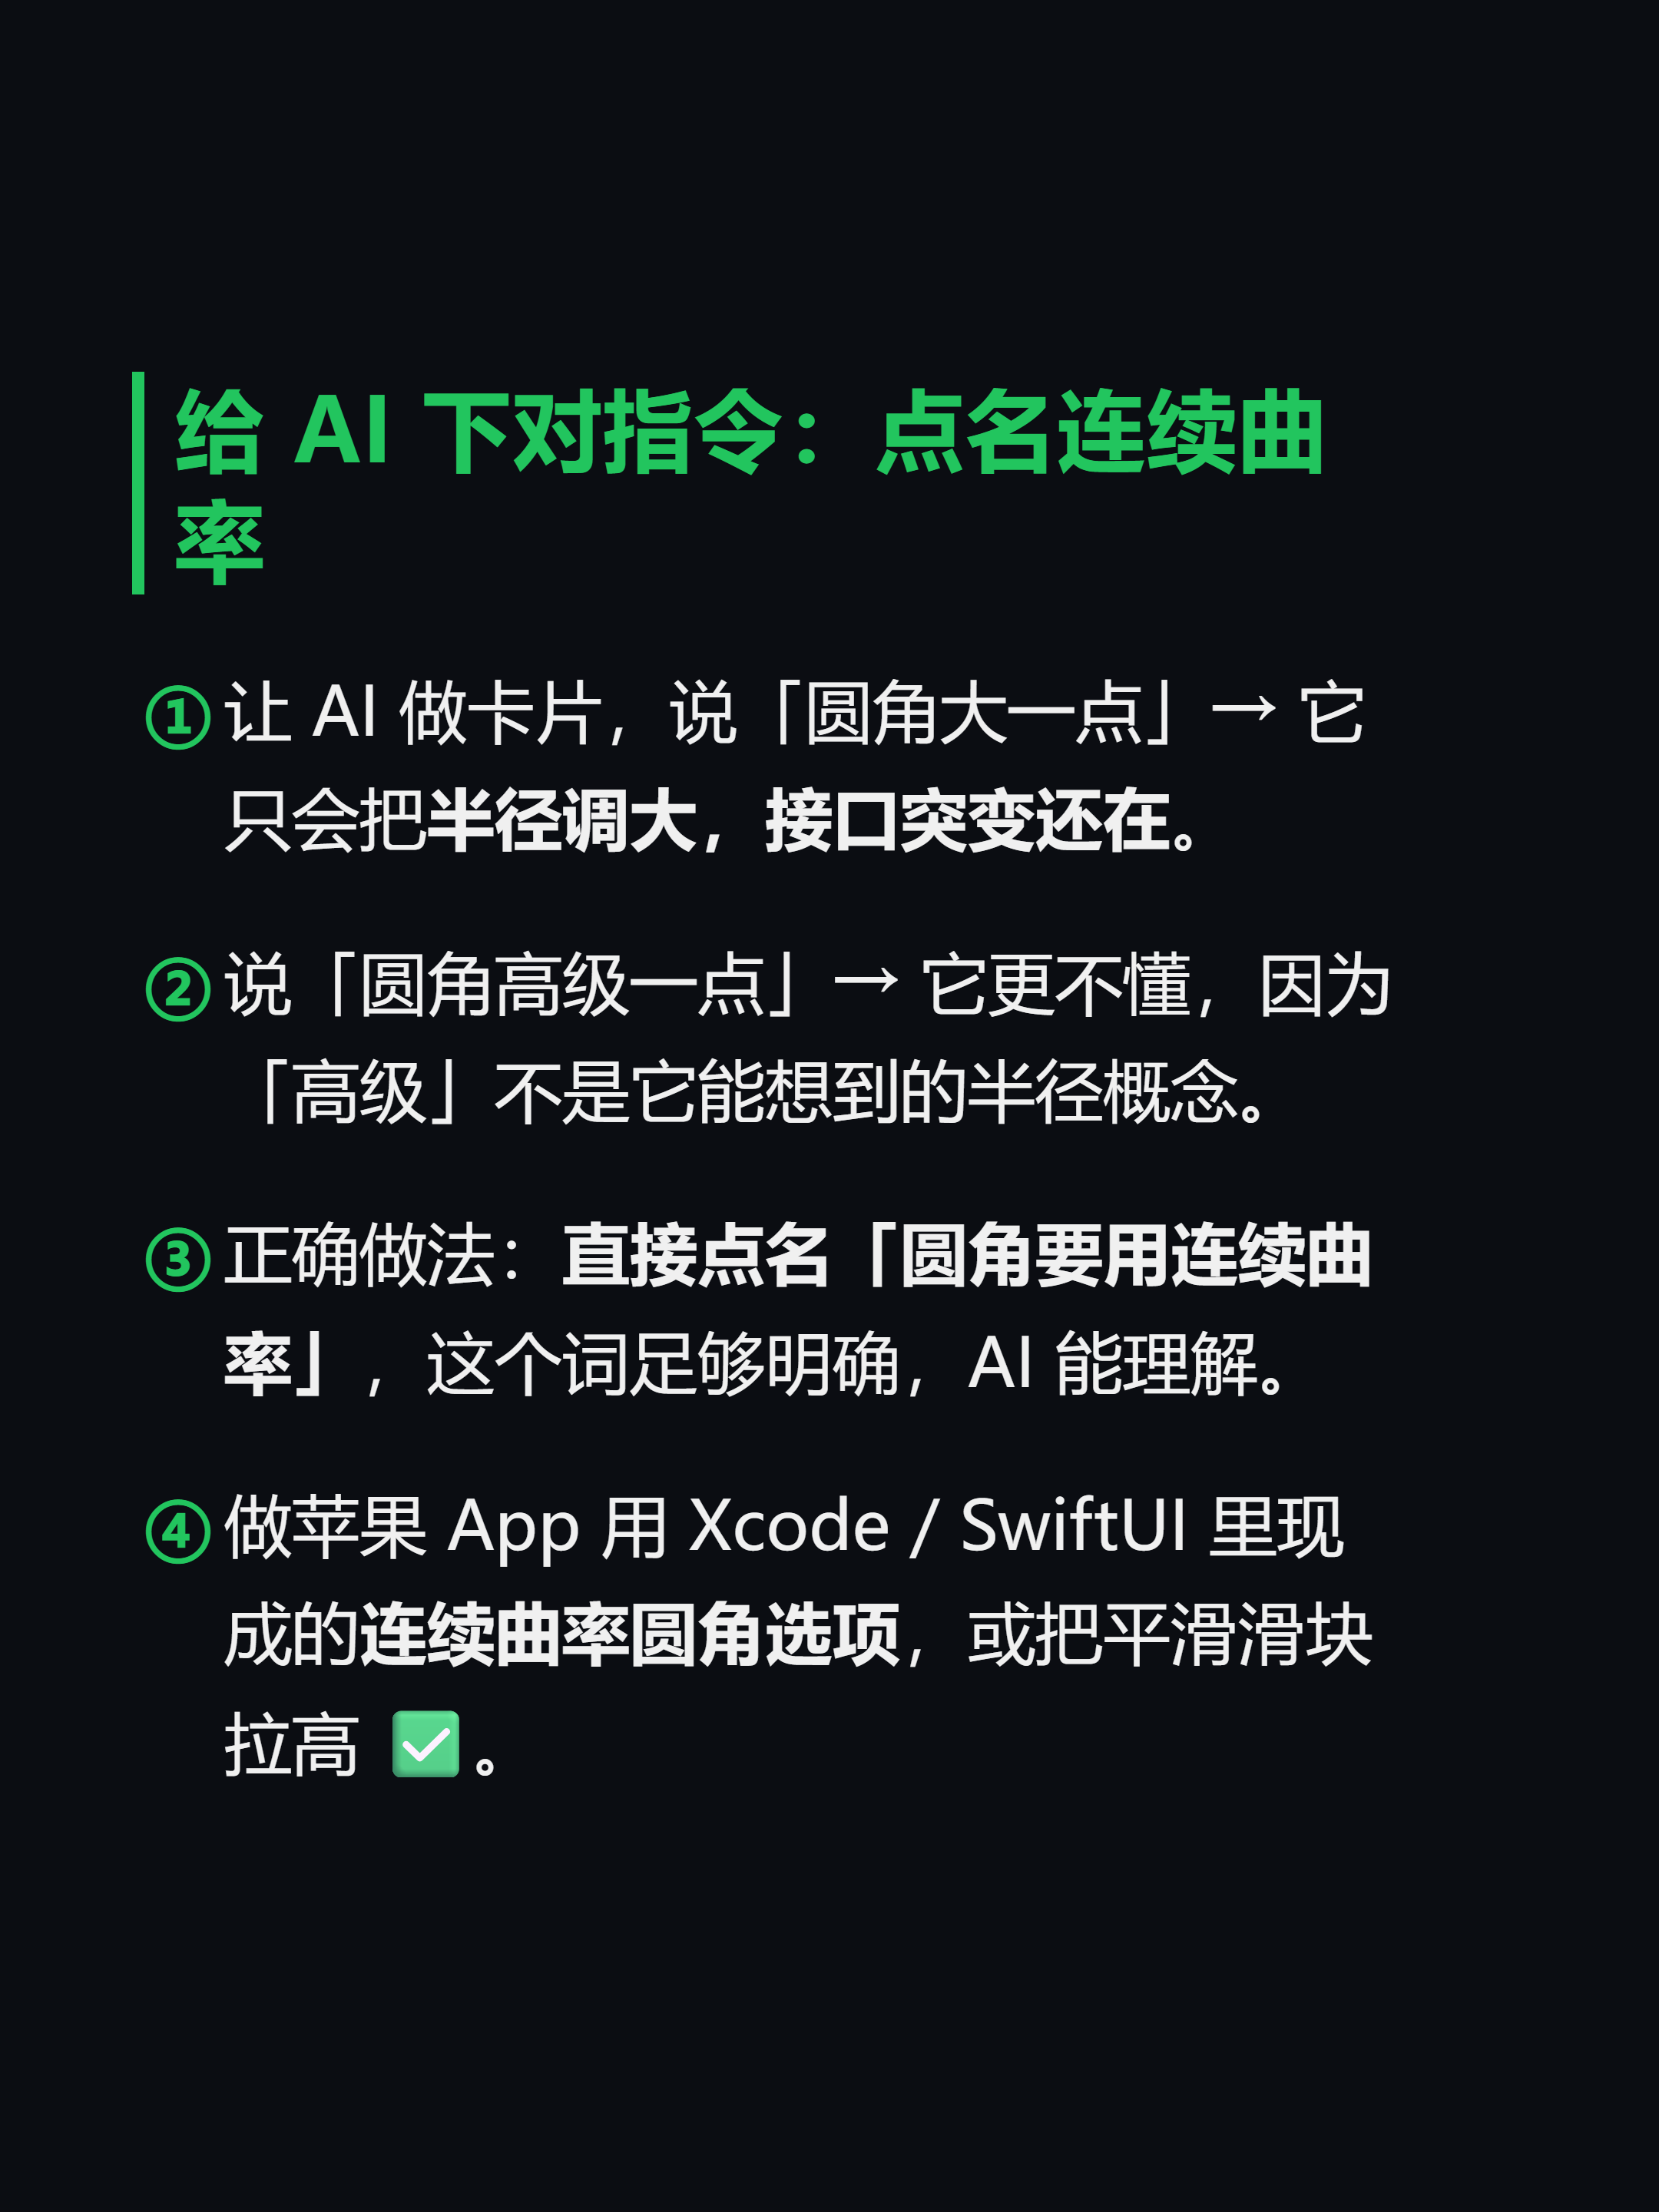 给 AI 下对指令：点名连续曲
率
① 让 AI 做卡片，说「圆角大一点」→ 它
只会把半径调大，接口突变还在。
② 说「圆角高级一点」→ 它更不懂，因为
「高级」不是它能想到的半径概念。
③ 正确做法：直接点名「圆角要用连续曲
率」，这个词足够明确，AI 能理解。
④ 做苹果 App 用 Xcode / SwiftUI 里现
成的连续曲率圆角选项，或把平滑滑块
拉高 ✅。